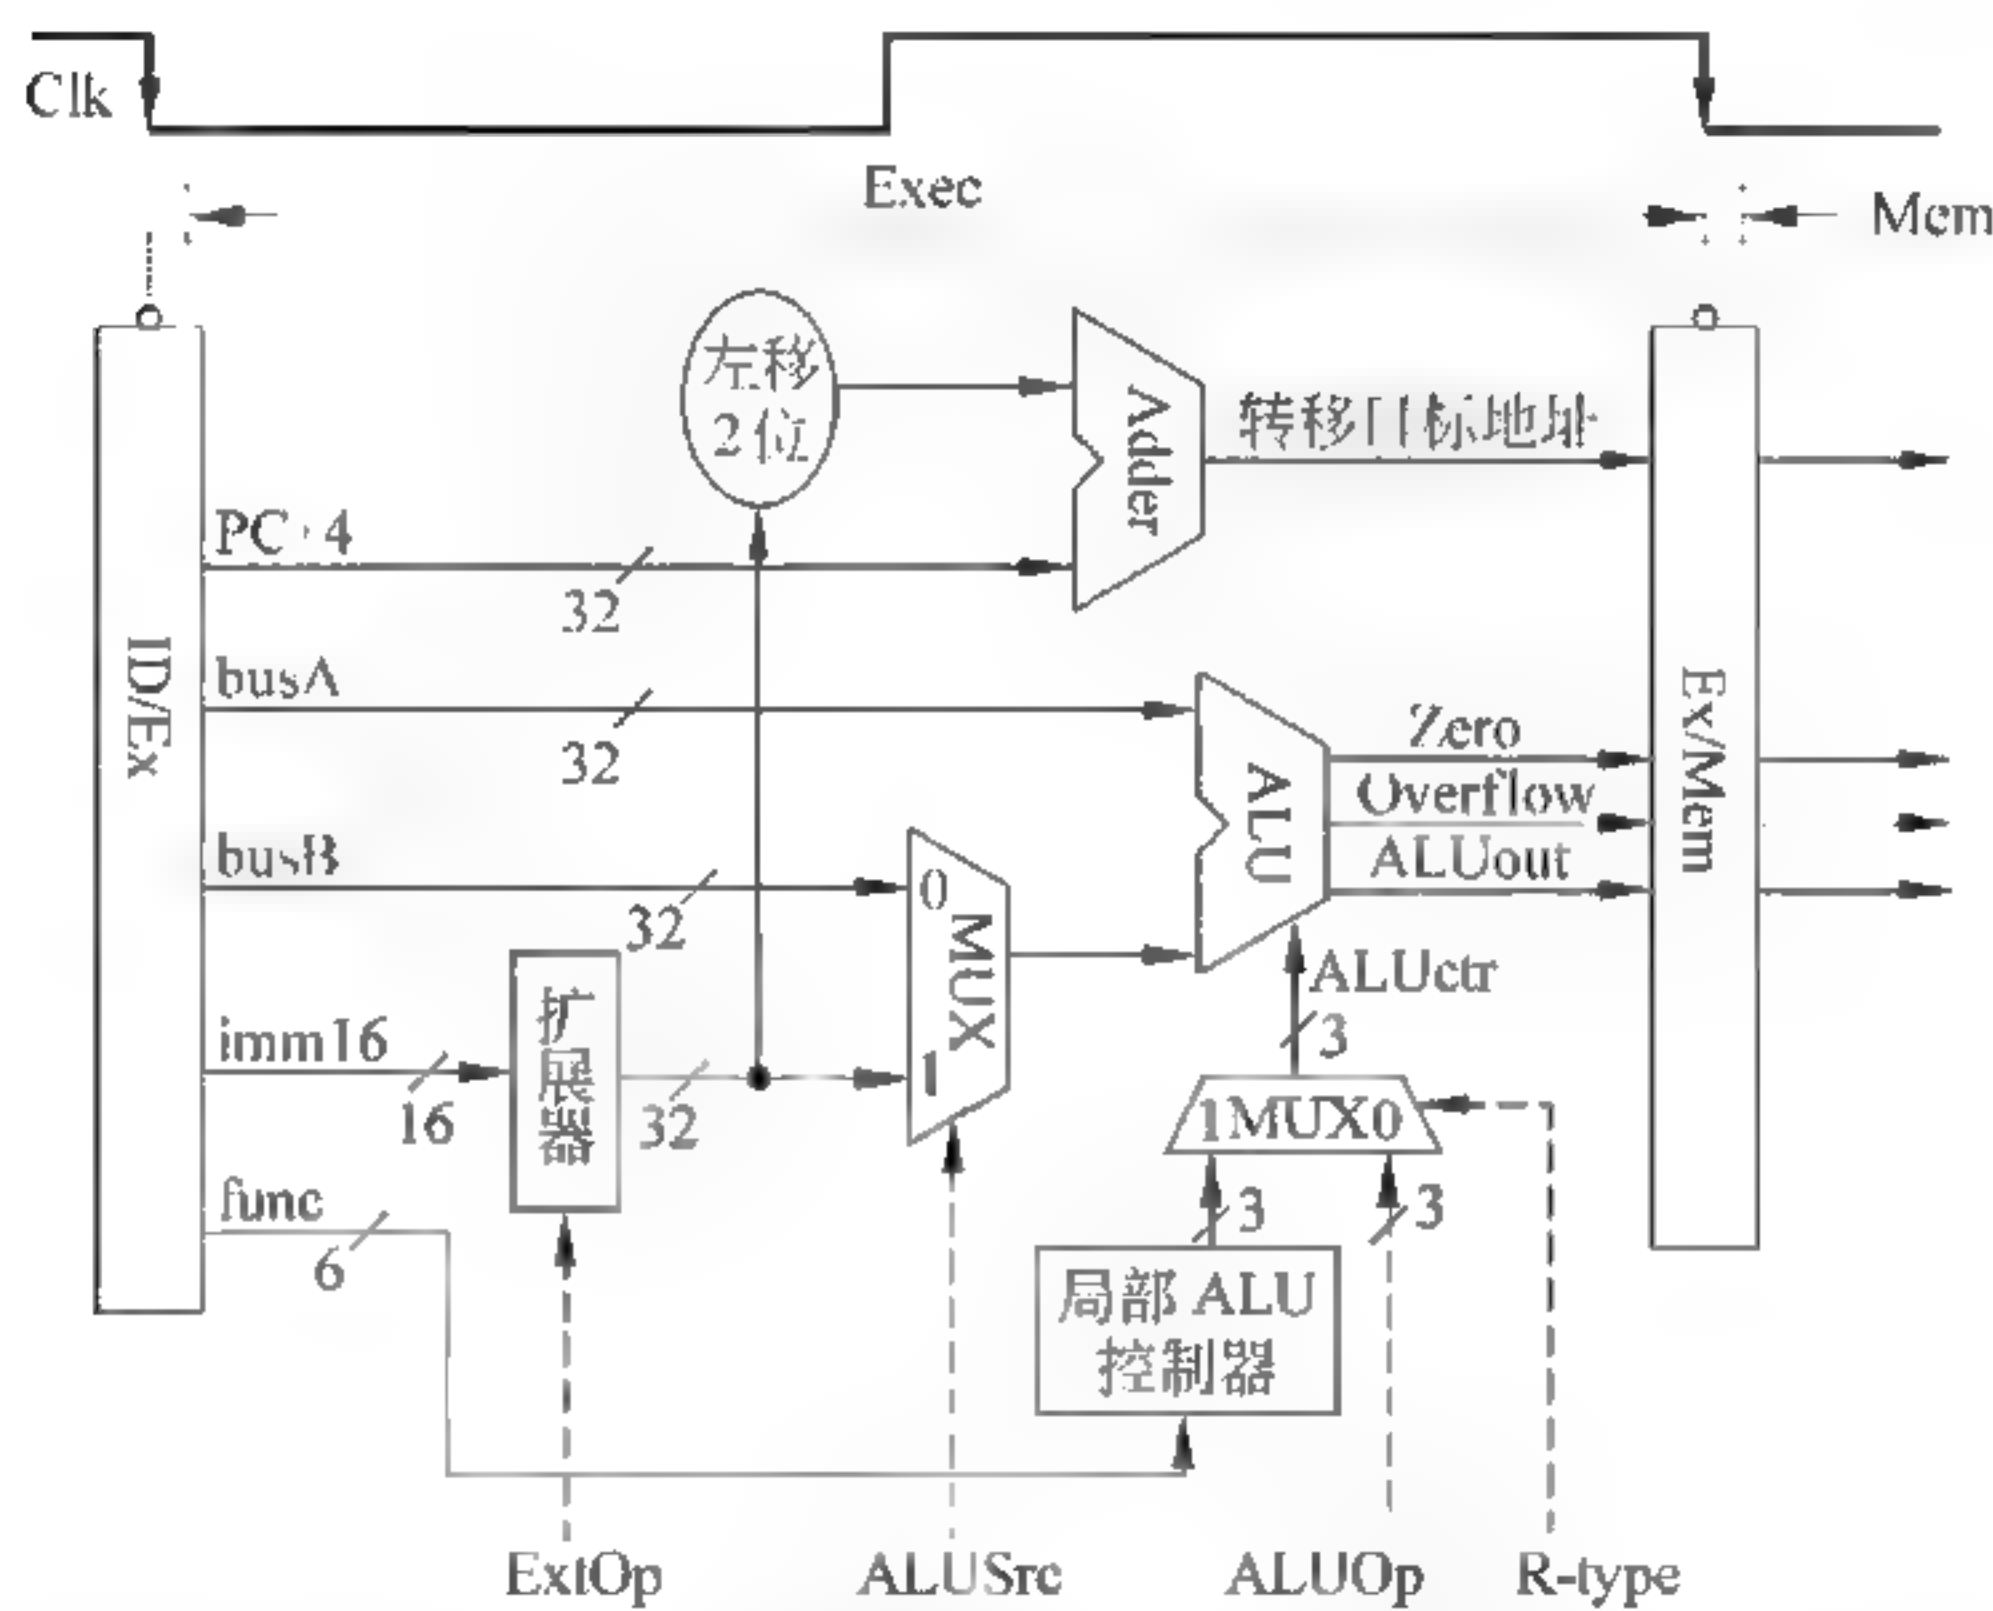 Clk
Exec
Mem
左移
2位
Adder
转移目标地址
PC+4
32
ID/Ex
busA
32
ALU
Zero
Overflow
ALUout
Ex/Mem
busB
32
0
MUX
1
ALUctr
3
imm16
16
扩展器
32
1MUX0
func
6
3
3
局部 ALU
控制器
ExtOp
ALUSrc
ALUOp
R-type